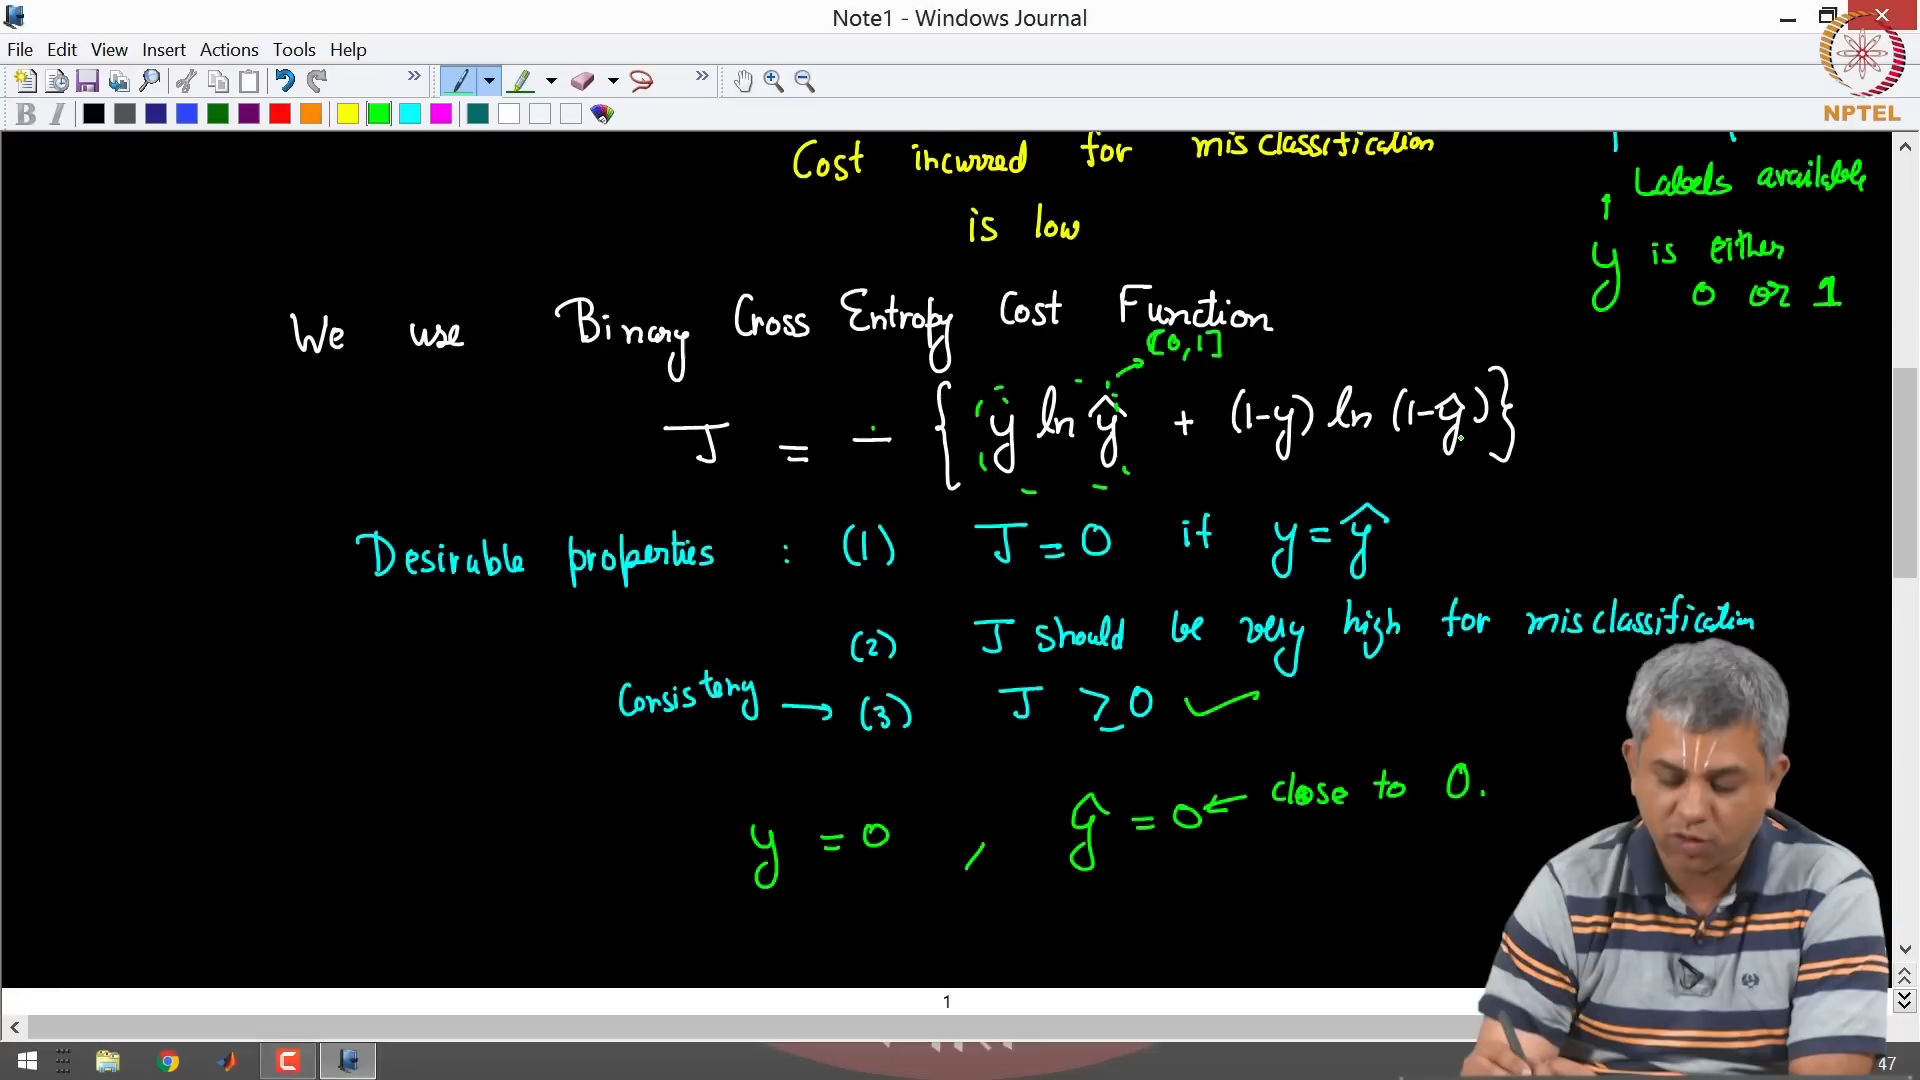 Note1 - Windows Journal
File Edit View Insert Actions Tools Help
B I
NPTEL
Cost incurred for misclassification
is low
Labels available
y is either
0 or 1
We use Binary Cross Entropy Cost Function
[0,1]
J = - { y ln ŷ + (1-y) ln (1-ŷ) }
Desirable properties : (1) J = 0 if y = ŷ
(2) J should be very high for misclassification
Consistency → (3) J ≥ 0 ✓
y = 0 , ŷ = 0 ← close to 0.
1
47